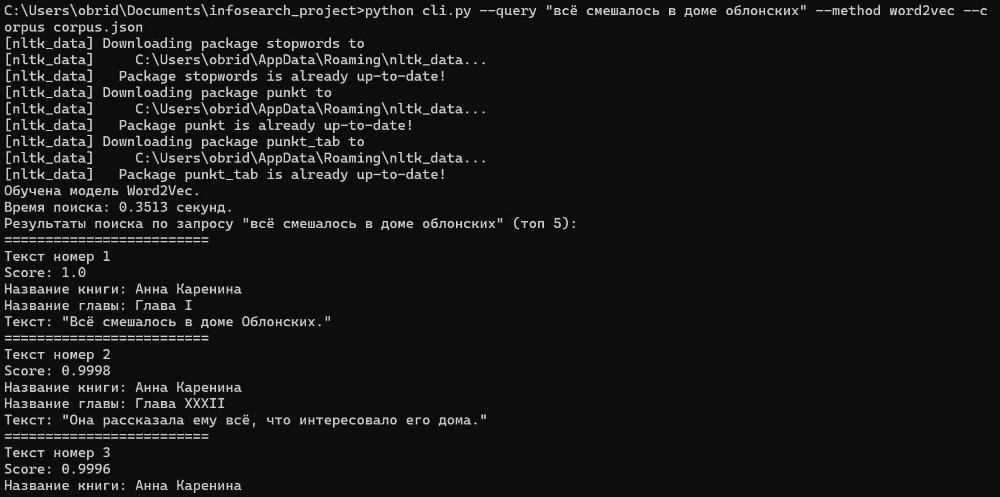 C:\Users\obrid\Documents\infosearch_project>python cli.py --query "всё смешалось в доме облонских" --method word2vec --c
orpus corpus.json
[nltk_data] Downloading package stopwords to
[nltk_data]     C:\Users\obrid\AppData\Roaming\nltk_data...
[nltk_data]   Package stopwords is already up-to-date!
[nltk_data] Downloading package punkt to
[nltk_data]     C:\Users\obrid\AppData\Roaming\nltk_data...
[nltk_data]   Package punkt is already up-to-date!
[nltk_data] Downloading package punkt_tab to
[nltk_data]     C:\Users\obrid\AppData\Roaming\nltk_data...
[nltk_data]   Package punkt_tab is already up-to-date!
Обучена модель Word2Vec.
Время поиска: 0.3513 секунд.
Результаты поиска по запросу "всё смешалось в доме облонских" (топ 5):
=========================
Текст номер 1
Score: 1.0
Название книги: Анна Каренина
Название главы: Глава I
Текст: "Всё смешалось в доме Облонских."
=========================
Текст номер 2
Score: 0.9998
Название книги: Анна Каренина
Название главы: Глава XXXII
Текст: "Она рассказала ему всё, что интересовало его дома."
=========================
Текст номер 3
Score: 0.9996
Название книги: Анна Каренина